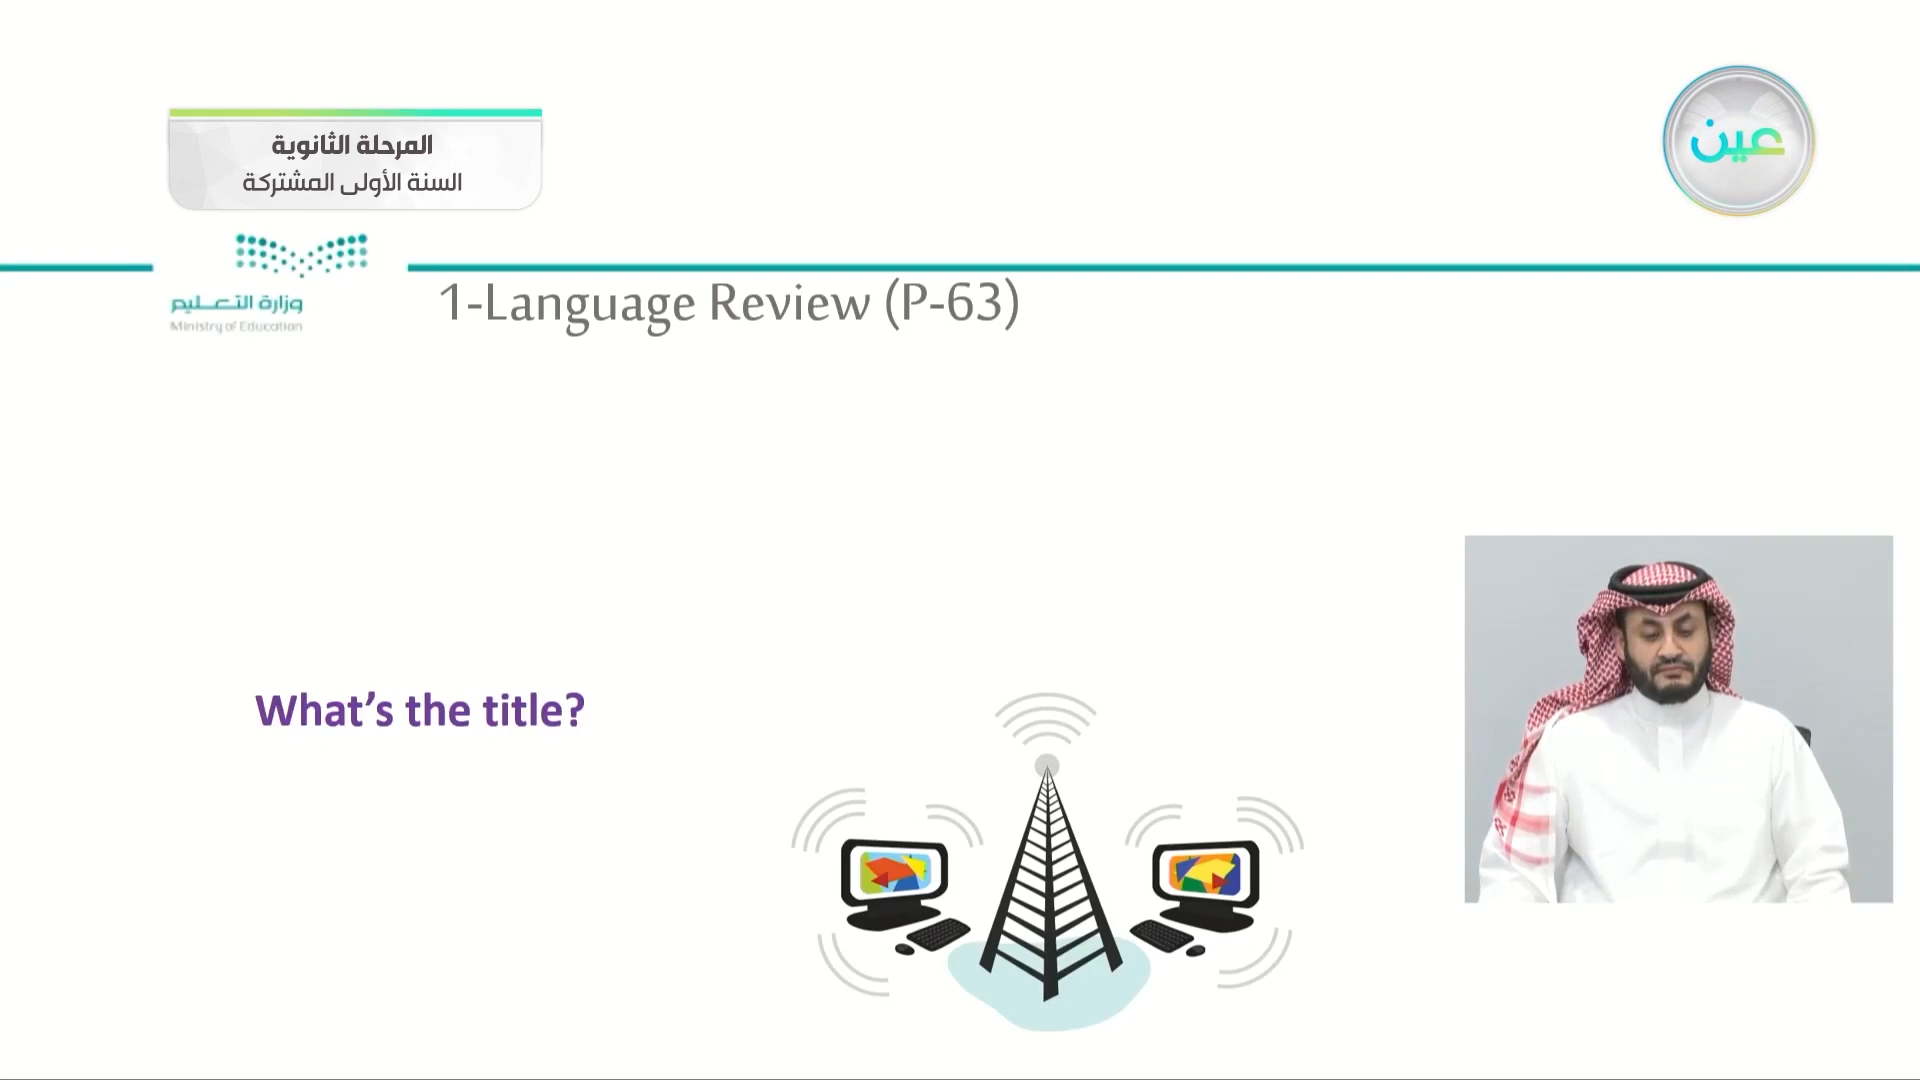 المرحلة الثانوية
السنة الأولى المشتركة
عين
وزارة التعليم
Ministry of Education
1-Language Review (P-63)
What's the title?